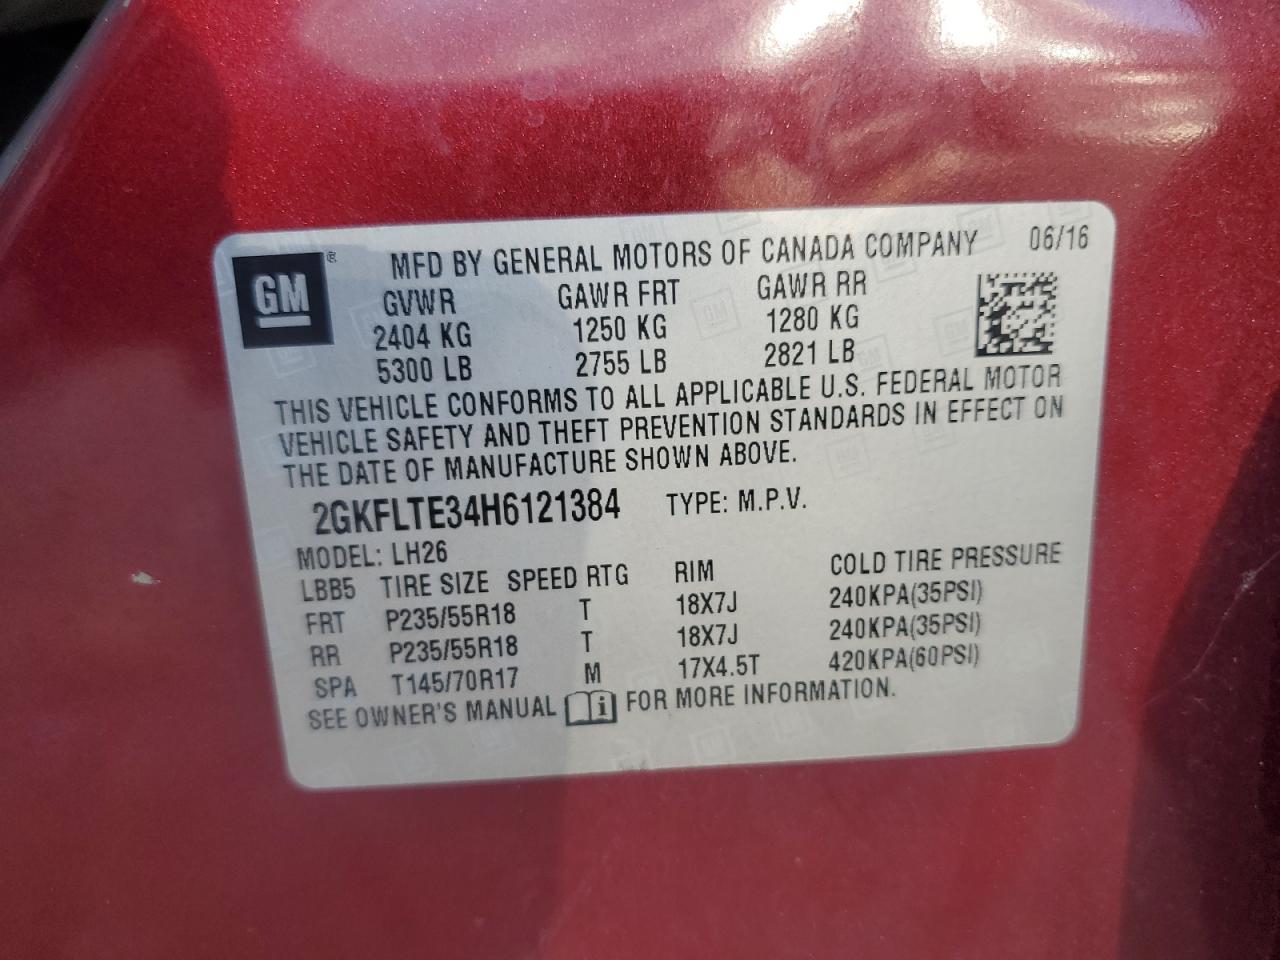 GM ® MFD BY GENERAL MOTORS OF CANADA COMPANY 06/16
GVWR GAWR FRT GAWR RR
2404 KG 1250 KG 1280 KG
5300 LB 2755 LB 2821 LB
THIS VEHICLE CONFORMS TO ALL APPLICABLE U.S. FEDERAL MOTOR
VEHICLE SAFETY AND THEFT PREVENTION STANDARDS IN EFFECT ON
THE DATE OF MANUFACTURE SHOWN ABOVE.
2GKFLTE34H6121384 TYPE: M.P.V.
MODEL: LH26
LBB5 TIRE SIZE SPEED RTG RIM COLD TIRE PRESSURE
FRT P235/55R18 T 18X7J 240KPA(35PSI)
RR P235/55R18 T 18X7J 240KPA(35PSI)
SPA T145/70R17 M 17X4.5T 420KPA(60PSI)
SEE OWNER'S MANUAL i FOR MORE INFORMATION.